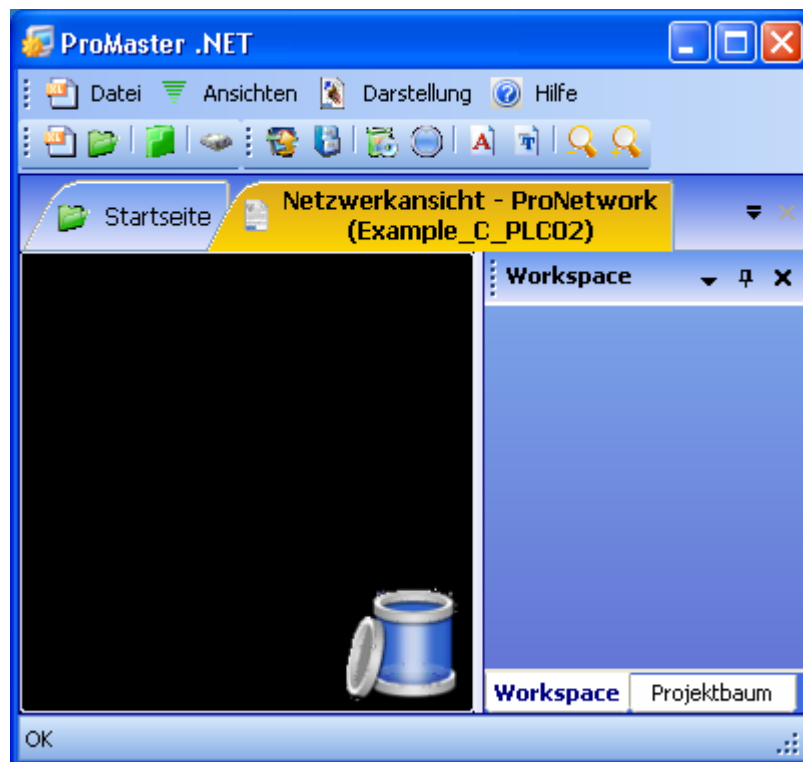 ProMaster .NET
Datei Ansichten Darstellung Hilfe
Startseite
Netzwerkansicht - ProNetwork
(Example_C_PLC02)
Workspace
Workspace Projektbaum
OK